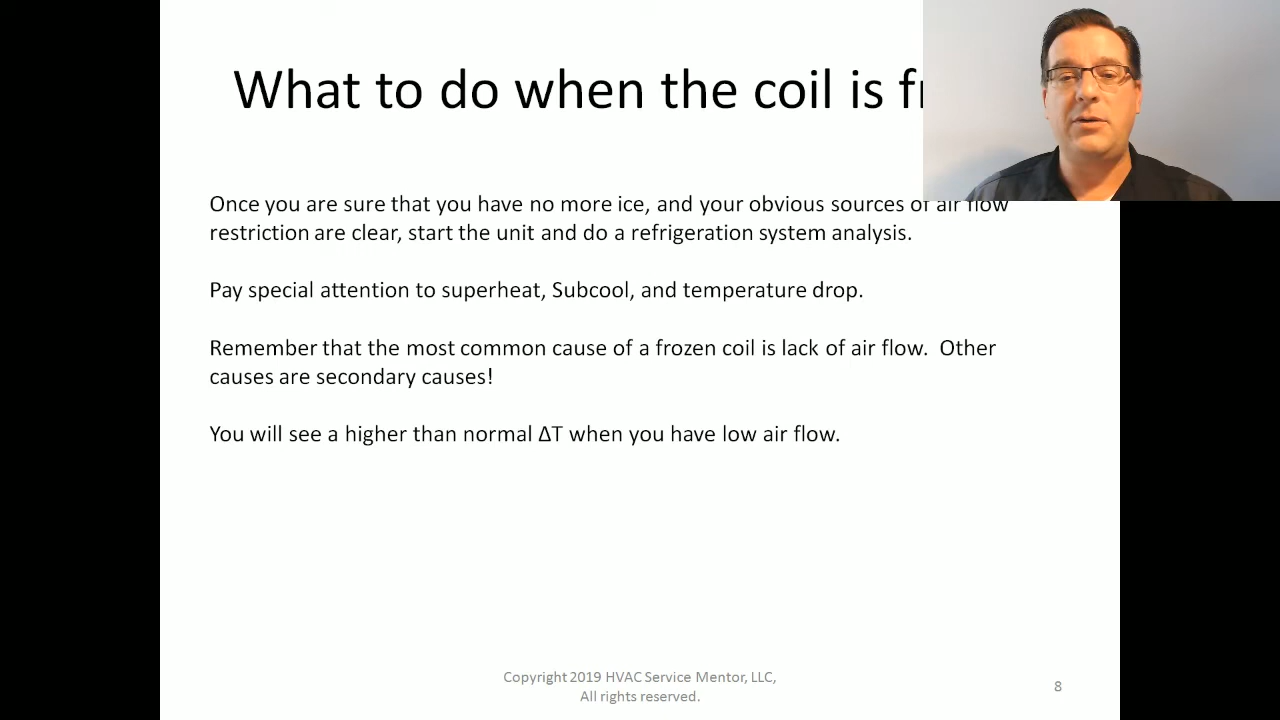 What to do when the coil is fr
Once you are sure that you have no more ice, and your obvious sources of air flow
restriction are clear, start the unit and do a refrigeration system analysis.
Pay special attention to superheat, Subcool, and temperature drop.
Remember that the most common cause of a frozen coil is lack of air flow.  Other
causes are secondary causes!
You will see a higher than normal ΔT when you have low air flow.
Copyright 2019 HVAC Service Mentor, LLC,
All rights reserved.
8